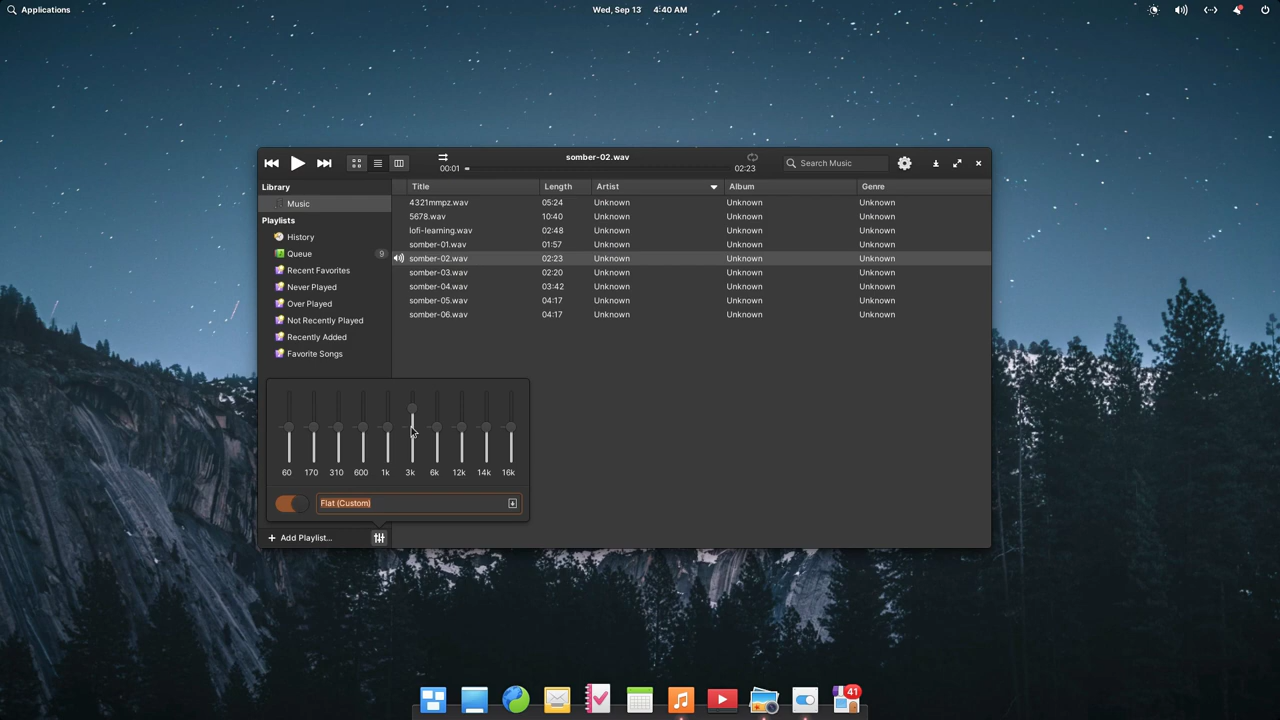 Applications
Wed, Sep 13 4:40 AM
somber-02.wav
00:01
02:23
Search Music
Library
Music
Playlists
History
Queue 9
Recent Favorites
Never Played
Over Played
Not Recently Played
Recently Added
Favorite Songs
Title Length Artist Album Genre
4321mmpz.wav 05:24 Unknown Unknown Unknown
5678.wav 10:40 Unknown Unknown Unknown
lofi-learning.wav 02:48 Unknown Unknown Unknown
somber-01.wav 01:57 Unknown Unknown Unknown
somber-02.wav 02:23 Unknown Unknown Unknown
somber-03.wav 02:20 Unknown Unknown Unknown
somber-04.wav 03:42 Unknown Unknown Unknown
somber-05.wav 04:17 Unknown Unknown Unknown
somber-06.wav 04:17 Unknown Unknown Unknown
60 170 310 600 1k 3k 6k 12k 14k 16k
Flat (Custom)
Add Playlist...
41